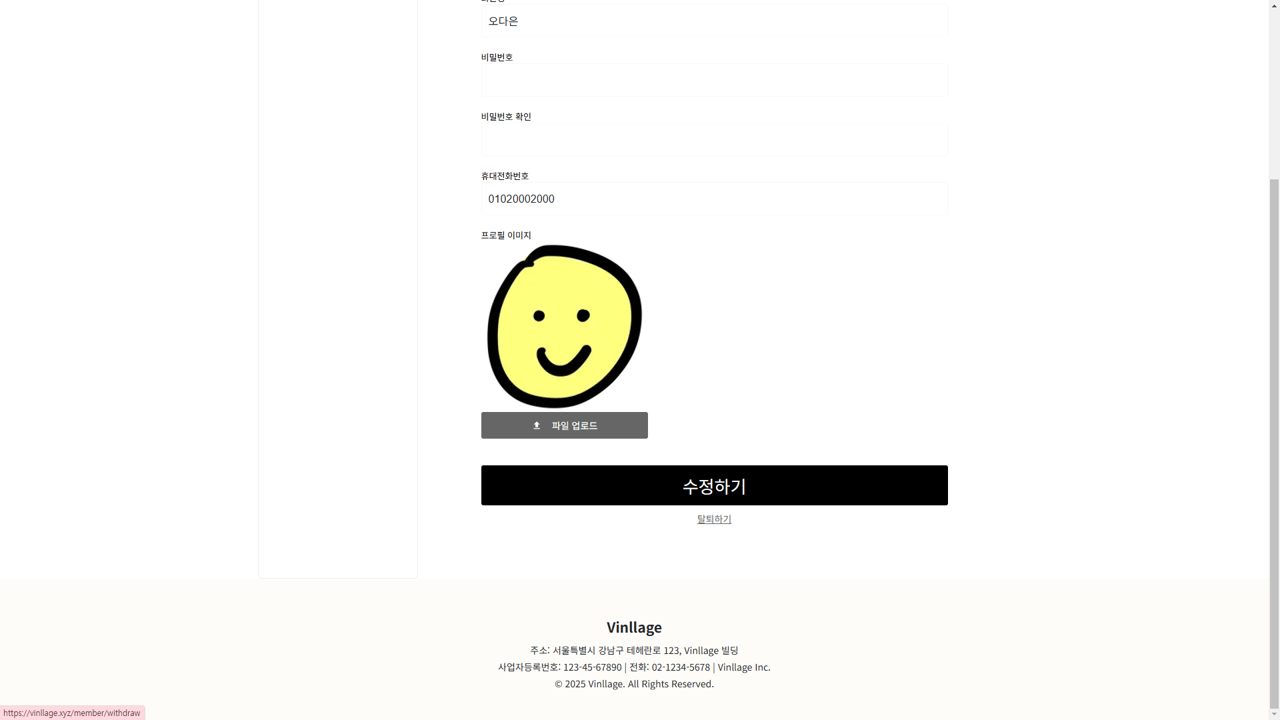 오다은
비밀번호
비밀번호 확인
휴대전화번호
01020002000
프로필 이미지
파일 업로드
수정하기
탈퇴하기
Vinllage
주소: 서울특별시 강남구 테헤란로 123, Vinllage 빌딩
사업자등록번호: 123-45-67890 | 전화: 02-1234-5678 | Vinllage Inc.
© 2025 Vinllage. All Rights Reserved.
https://vinllage.xyz/member/withdraw